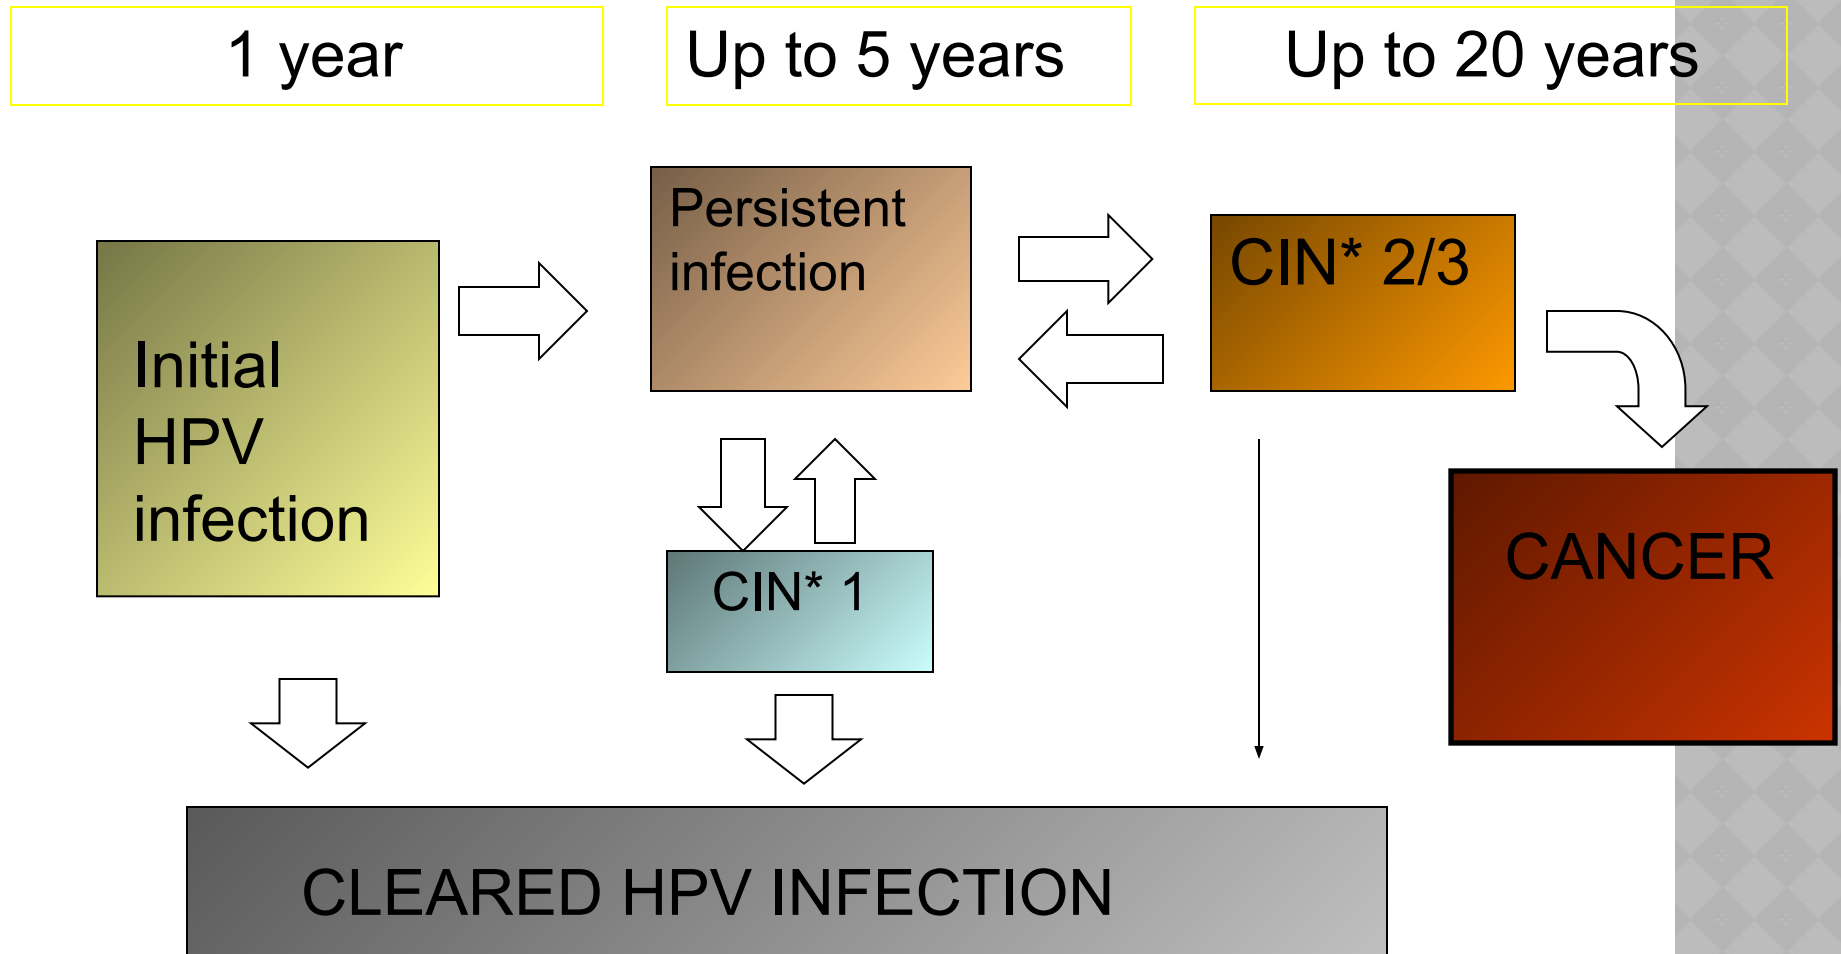 1 year
Up to 5 years
Up to 20 years
Initial
HPV
infection
Persistent
infection
CIN* 2/3
CIN* 1
CANCER
CLEARED HPV INFECTION